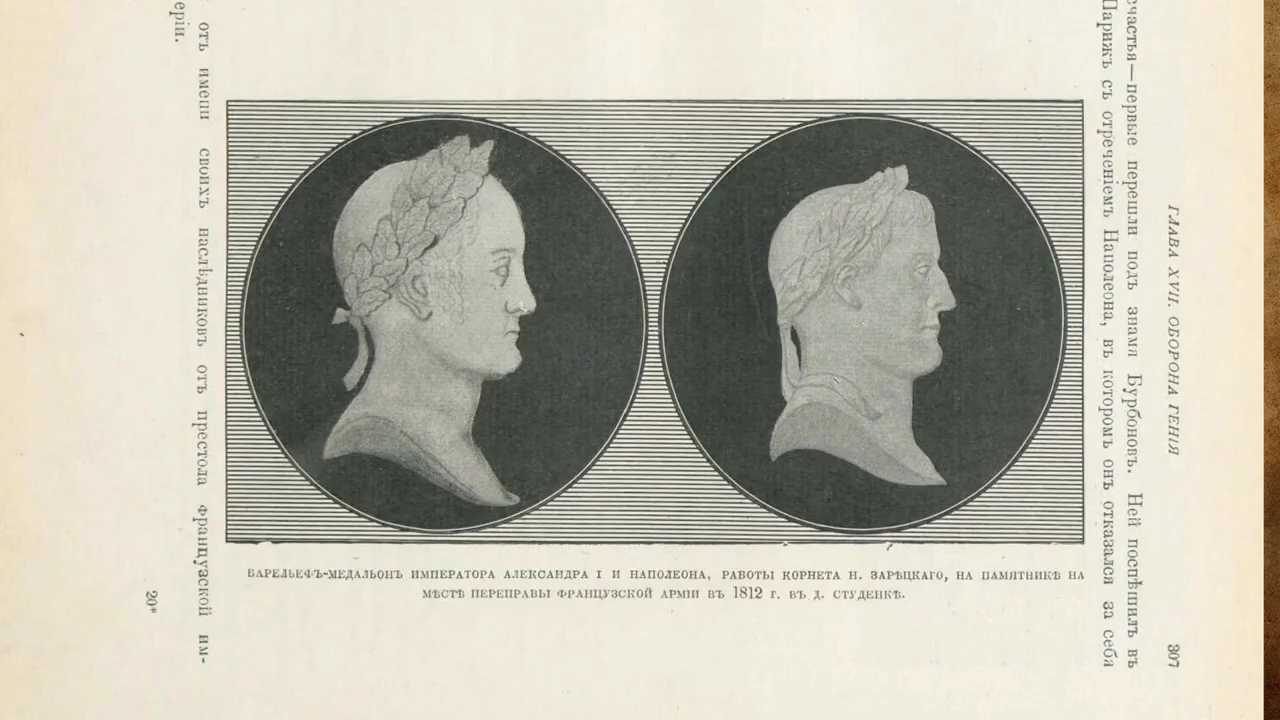 ГЛАВА XVII. ОБОРОНА ГЕНІЯ
307
счастья—первые перешли подъ знамя Бурбоновъ. Ней поспѣшилъ въ
Парижъ съ отреченіемъ Наполеона, въ которомъ онъ отказался за себя
БАРЕЛЬЕФЪ-МЕДАЛЬОНЪ ИМПЕРАТОРА АЛЕКСАНДРА I И НАПОЛЕОНА, РАБОТЫ КОРНЕТА Н. ЗАРѢЦКАГО, НА ПАМЯТНИКѢ НА
МѢСТѢ ПЕРЕПРАВЫ ФРАНЦУЗСКОЙ АРМІИ ВЪ 1812 Г. ВЪ Д. СТУДЕНКѢ.
отъ имени своихъ наслѣдниковъ отъ престола французской им-
еріи.
20*